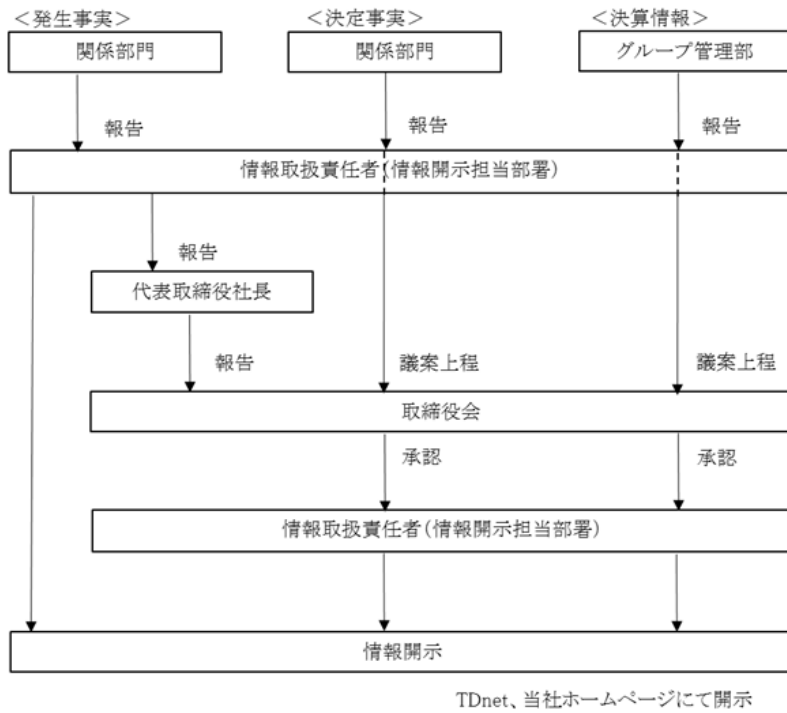 ＜発生事実＞ ＜決定事実＞ ＜決算情報＞
関係部門 関係部門 グループ管理部
報告 報告 報告
情報取扱責任者（情報開示担当部署）
報告
代表取締役社長
報告 議案上程 議案上程
取締役会
承認 承認
情報取扱責任者（情報開示担当部署）
情報開示
TDnet、当社ホームページにて開示